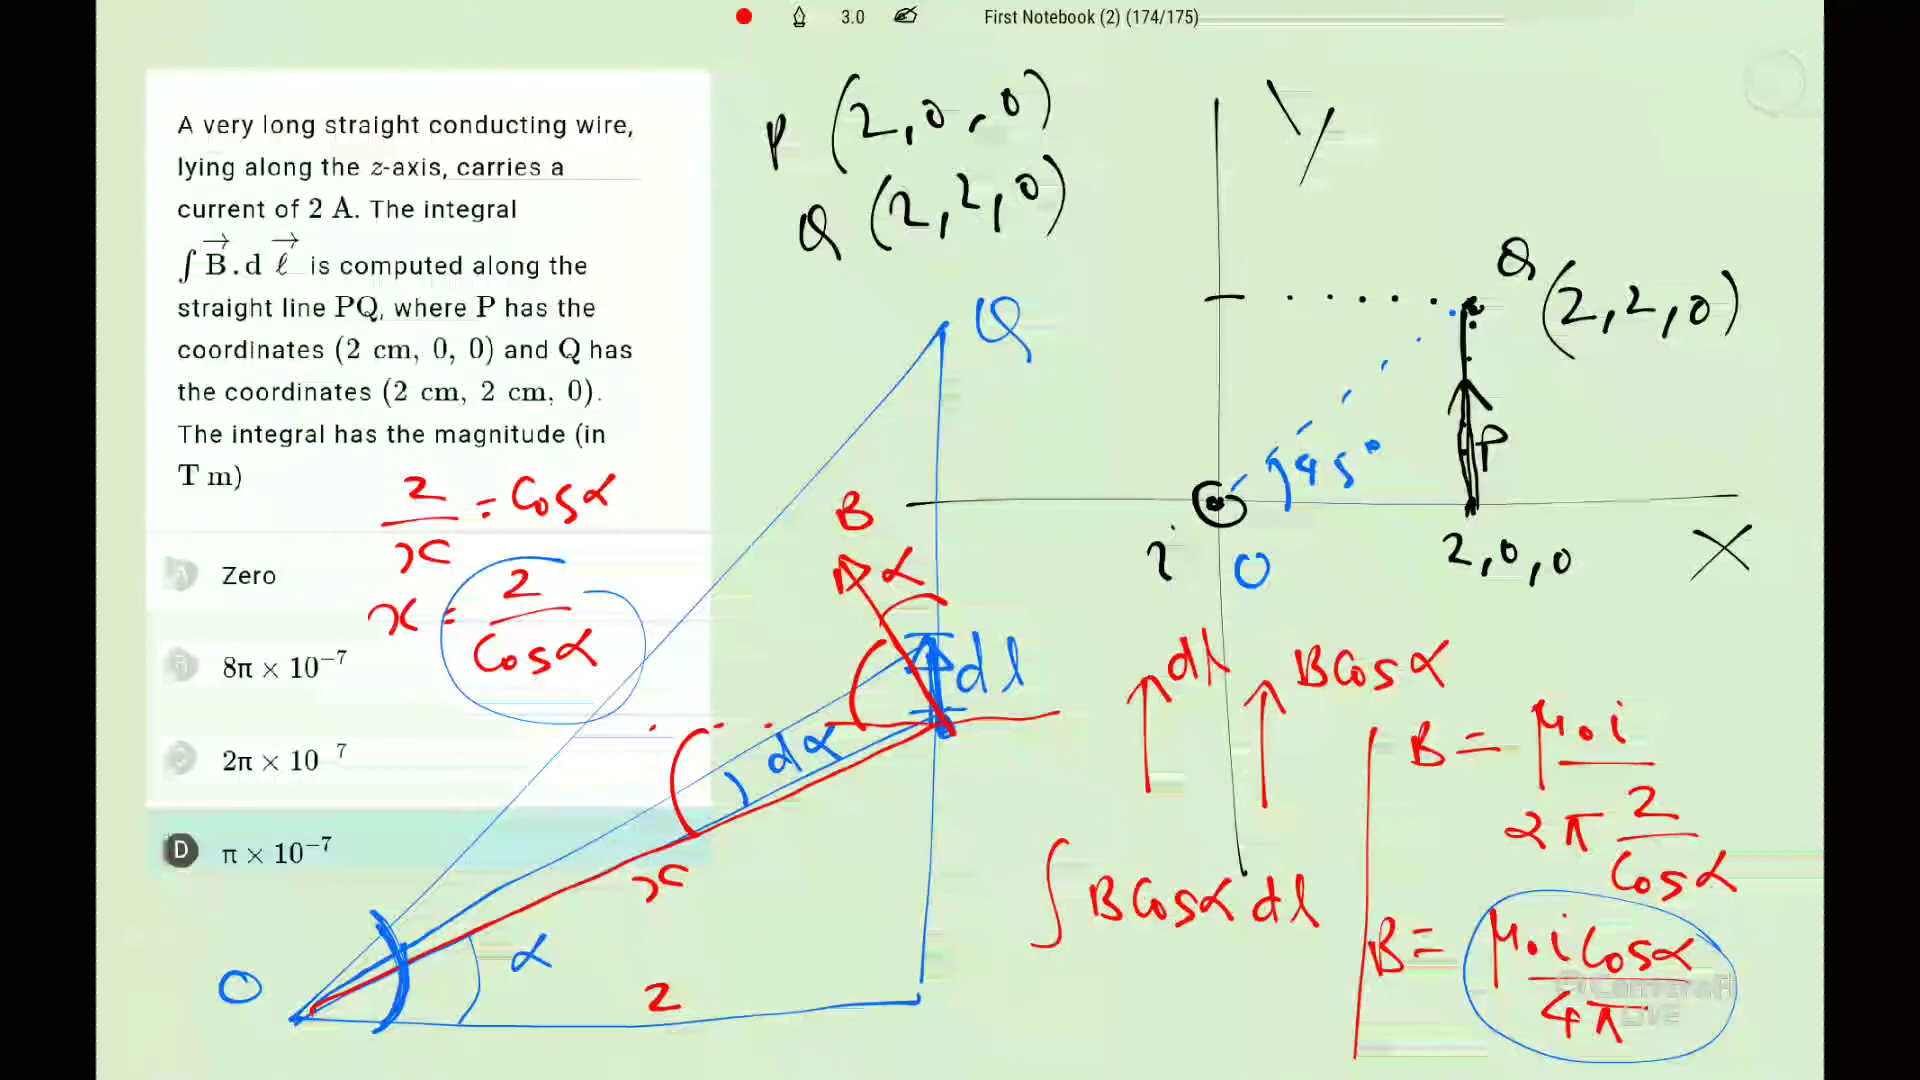 3.0 First Notebook (2) (174/175)
A very long straight conducting wire,
lying along the z-axis, carries a
current of 2 A. The integral
∫ B⃗ . d ℓ⃗ is computed along the
straight line PQ, where P has the
coordinates (2 cm, 0, 0) and Q has
the coordinates (2 cm, 2 cm, 0).
The integral has the magnitude (in
T m)
A Zero
B 8π × 10⁻⁷
C 2π × 10 ⁷
D π × 10⁻⁷
2/x = Cosα
x = 2/Cosα
P (2,0,0)
Q (2,2,0)
Y
Q (2,2,0)
P
45°
i
O
2,0,0
X
Q
B
α
dl
dα
x
O
α
2
dl BCosα
∫ BCosα dl
B = μ₀i / 2π 2/Cosα
B = μ₀iCosα / 4π
LIVE